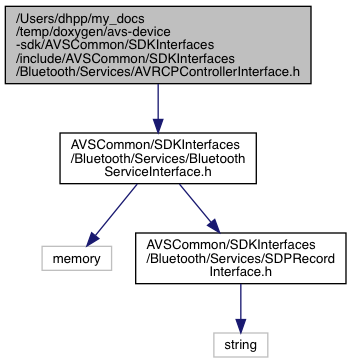 /Users/dhpp/my_docs
/temp/doxygen/avs-device
-sdk/AVSCommon/SDKInterfaces
/include/AVSCommon/SDKInterfaces
/Bluetooth/Services/AVRCPControllerInterface.h
AVSCommon/SDKInterfaces
/Bluetooth/Services/Bluetooth
ServiceInterface.h
memory
AVSCommon/SDKInterfaces
/Bluetooth/Services/SDPRecord
Interface.h
string